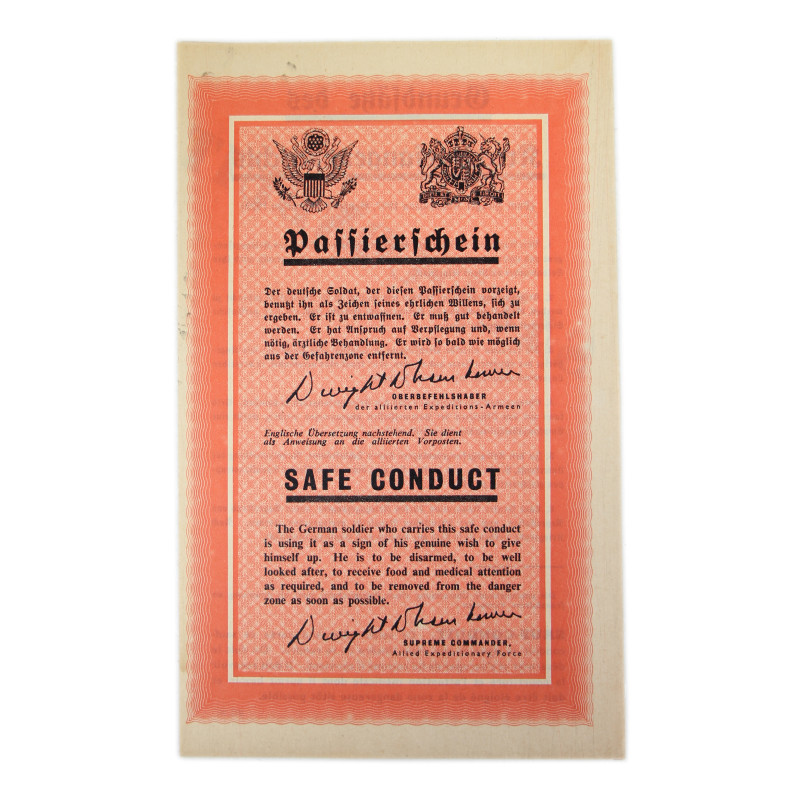 Passierschein
Der deutsche Soldat, der diesen Passierschein vorzeigt,
benutzt ihn als Zeichen seines ehrlichen Willens, sich zu
ergeben. Er ist zu entwaffnen. Er muß gut behandelt
werden. Er hat Anspruch auf Verpflegung und, wenn
nötig, ärztliche Behandlung. Er wird so bald wie möglich
aus der Gefahrenzone entfernt.
Dwight D Eisenhower
OBERBEFEHLSHABER
der alliierten Expeditions-Armeen
Englische Übersetzung nachstehend. Sie dient
als Anweisung an die alliierten Vorposten.
SAFE CONDUCT
The German soldier who carries this safe conduct
is using it as a sign of his genuine wish to give
himself up. He is to be disarmed, to be well
looked after, to receive food and medical attention
as required, and to be removed from the danger
zone as soon as possible.
Dwight D Eisenhower
SUPREME COMMANDER,
Allied Expeditionary Force